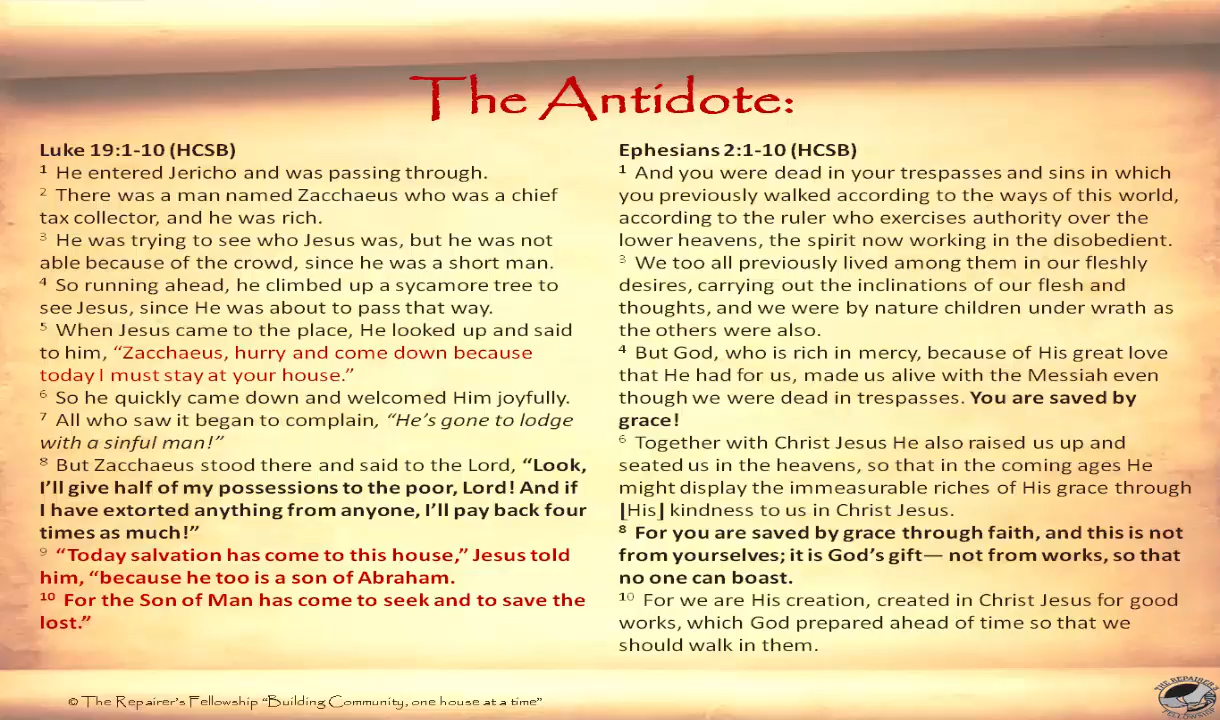 The Antidote:
Luke 19:1-10 (HCSB)
1 He entered Jericho and was passing through.
2 There was a man named Zacchaeus who was a chief
tax collector, and he was rich.
3 He was trying to see who Jesus was, but he was not
able because of the crowd, since he was a short man.
4 So running ahead, he climbed up a sycamore tree to
see Jesus, since He was about to pass that way.
5 When Jesus came to the place, He looked up and said
to him, “Zacchaeus, hurry and come down because
today I must stay at your house.”
6 So he quickly came down and welcomed Him joyfully.
7 All who saw it began to complain, “He’s gone to lodge
with a sinful man!”
8 But Zacchaeus stood there and said to the Lord, “Look,
I’ll give half of my possessions to the poor, Lord! And if
I have extorted anything from anyone, I’ll pay back four
times as much!”
9 “Today salvation has come to this house,” Jesus told
him, “because he too is a son of Abraham.
10 For the Son of Man has come to seek and to save the
lost.”
Ephesians 2:1-10 (HCSB)
1 And you were dead in your trespasses and sins in which
you previously walked according to the ways of this world,
according to the ruler who exercises authority over the
lower heavens, the spirit now working in the disobedient.
3 We too all previously lived among them in our fleshly
desires, carrying out the inclinations of our flesh and
thoughts, and we were by nature children under wrath as
the others were also.
4 But God, who is rich in mercy, because of His great love
that He had for us, made us alive with the Messiah even
though we were dead in trespasses. You are saved by
grace!
6 Together with Christ Jesus He also raised us up and
seated us in the heavens, so that in the coming ages He
might display the immeasurable riches of His grace through
⌊His⌋ kindness to us in Christ Jesus.
8 For you are saved by grace through faith, and this is not
from yourselves; it is God’s gift— not from works, so that
no one can boast.
10 For we are His creation, created in Christ Jesus for good
works, which God prepared ahead of time so that we
should walk in them.
© The Repairer’s Fellowship “Building Community, one house at a time”
THE REPAIRER'S
FELLOWSHIP